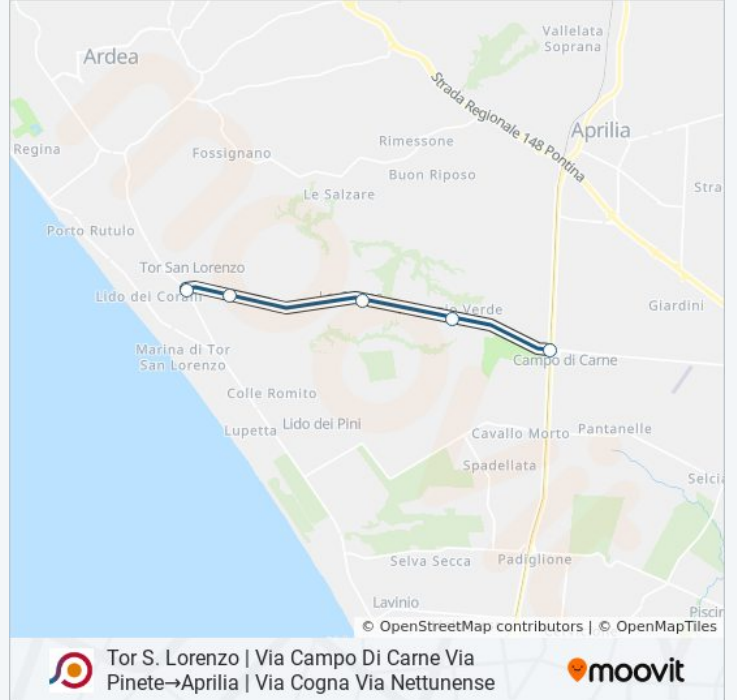 Vallelata
Soprana
Ardea
Strada Regionale 148 Pontina
Aprilia
Rimessone
Regina
Fossignano
Buon Riposo
Le Salzare
Stra
Porto Rutulo
Tor San Lorenzo
Lido dei Corani
Verde
Giardini
Marina di Tor
San Lorenzo
Campo di Carne
Colle Romito
Lupetta
Lido dei Pini
Cavallo Morto
Pantanelle
Spadellata
Selcia
Selva Secca
Padiglione
Lavinio
Piscin
© OpenStreetMap contributors | © OpenMapTiles
Tor S. Lorenzo | Via Campo Di Carne Via
Pinete→Aprilia | Via Cogna Via Nettunense
moovit